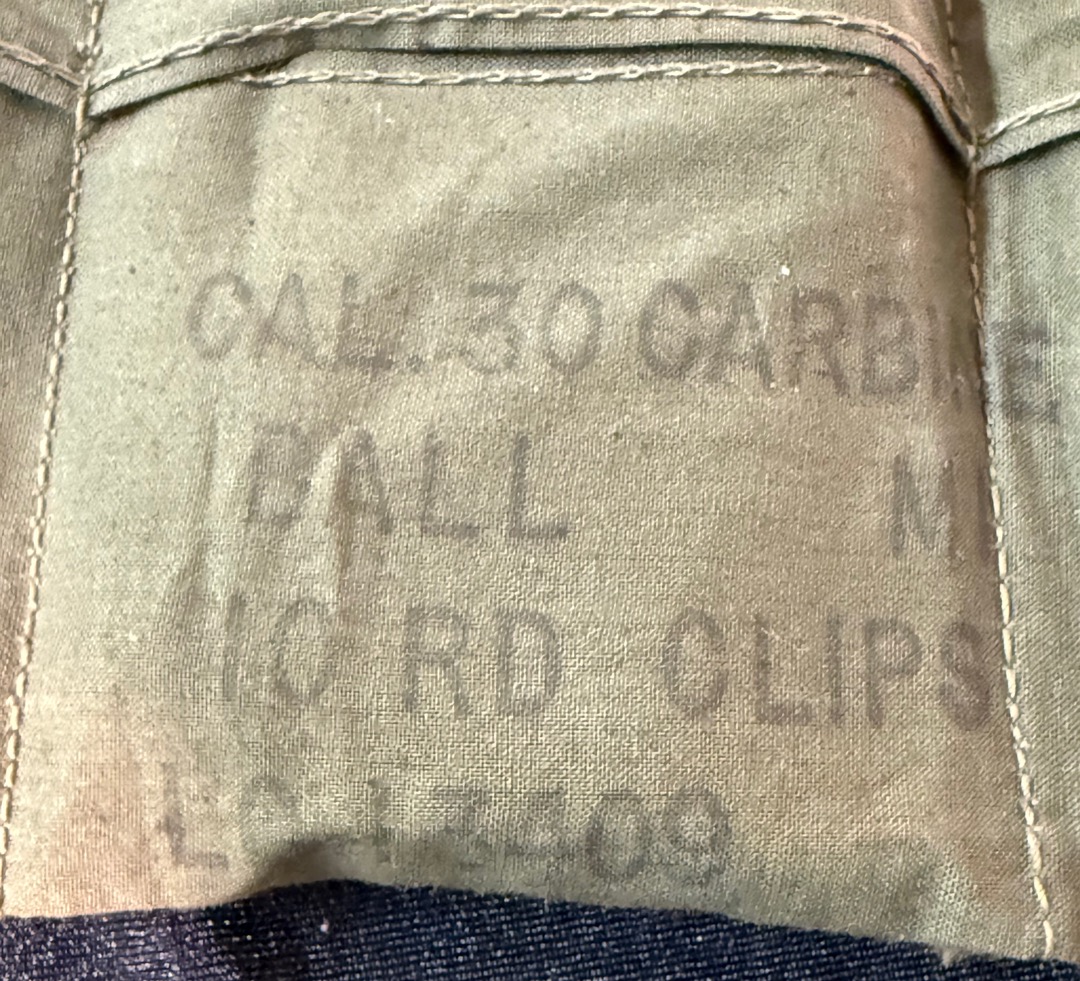 CAL. 30 CARBINE
BALL M1
10 RD CLIPS